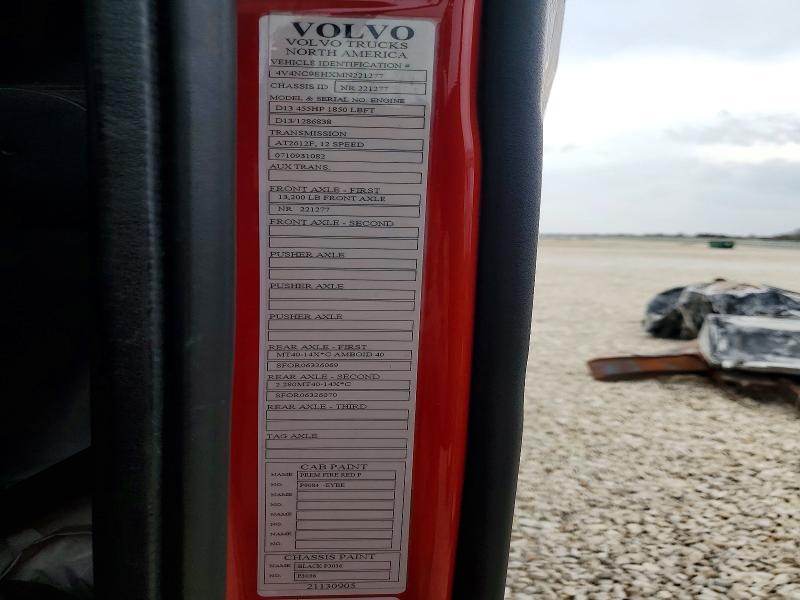 VOLVO
VOLVO TRUCKS
NORTH AMERICA
VEHICLE IDENTIFICATION #
4V4NC9EHXMN221277
CHASSIS ID NR 221277
MODEL & SERIAL NO. ENGINE
D13 455HP 1850 LBFT
D13/1286838
TRANSMISSION
AT2612F, 12 SPEED
0710931082
AUX TRANS.
FRONT AXLE - FIRST
13,200 LB FRONT AXLE
NR 221277
FRONT AXLE - SECOND
PUSHER AXLE
PUSHER AXLE
PUSHER AXLE
REAR AXLE - FIRST
MT40-14X*C AMBOID 40
SFOR06326069
REAR AXLE - SECOND
2.280MT40-14X*C
SFOR06326070
REAR AXLE - THIRD
TAG AXLE
CAB PAINT
NAME PREM FIRE RED P
NO. P9084 -EYBE
NAME
NO.
NAME
NO.
NAME
NO.
CHASSIS PAINT
NAME BLACK P3036
NO. P3036
21130905